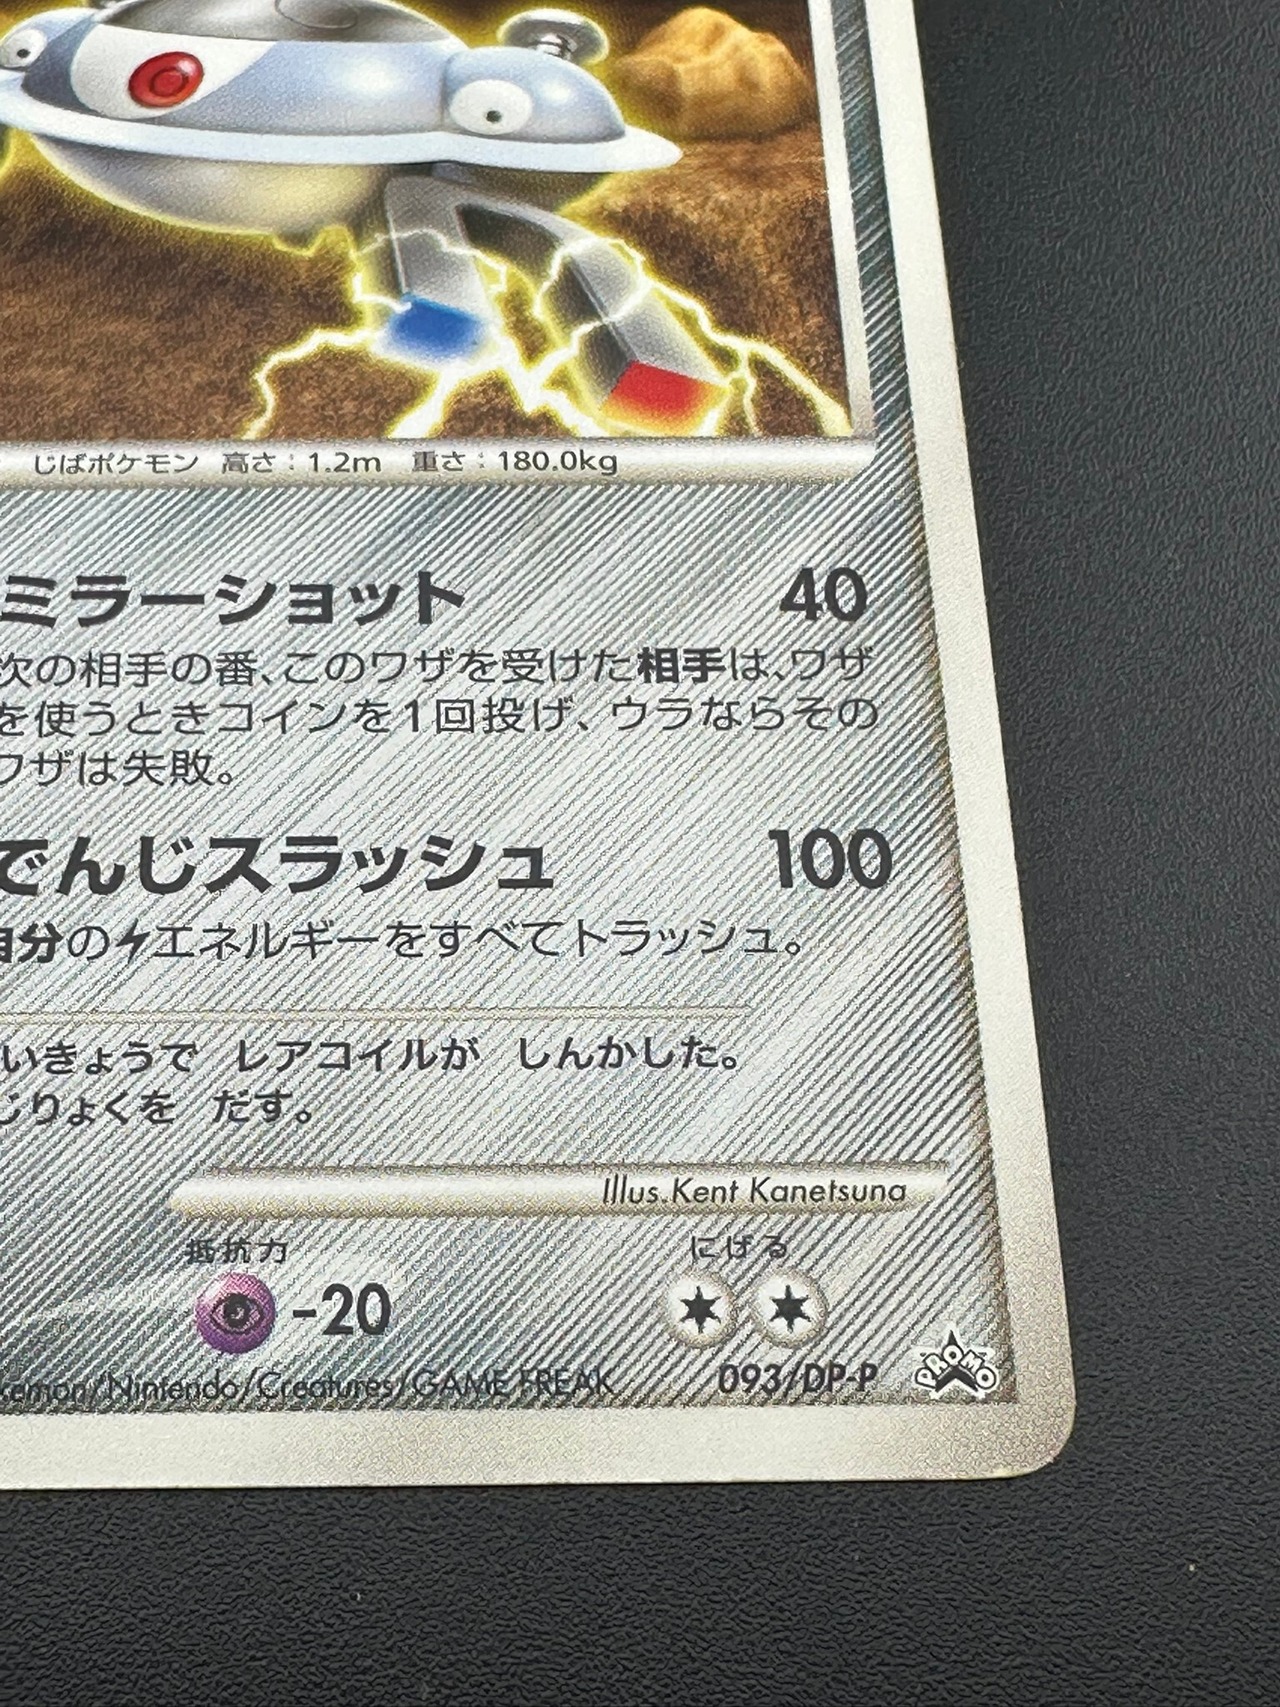 じばポケモン 高さ：1.2m 重さ：180.0kg
ミラーショット 40
次の相手の番、このワザを受けた相手は、ワザ
を使うときコインを1回投げ、ウラならその
ワザは失敗。
でんじスラッシュ 100
自分の エネルギーをすべてトラッシュ。
いきょうで レアコイルが しんかした。
じりょくを だす。
Illus.Kent Kanetsuna
抵抗力 にげる
-20
kemon/Nintendo/Creatures/GAME FREAK 093/DP-P PROMO